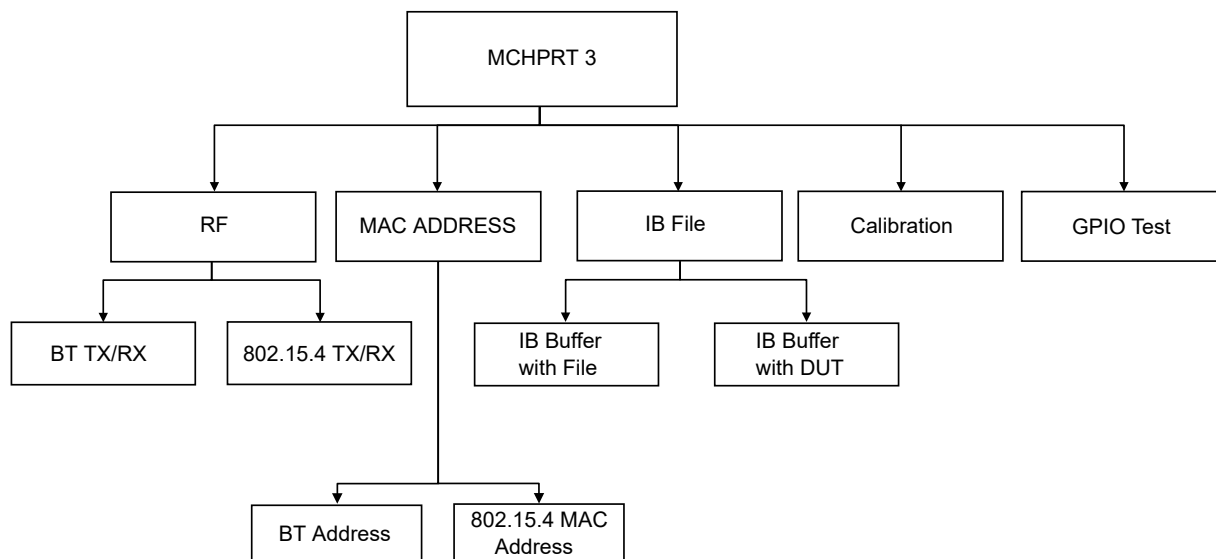 MCHPRT 3
RF
MAC ADDRESS
IB File
Calibration
GPIO Test
BT TX/RX
802.15.4 TX/RX
IB Buffer
with File
IB Buffer
with DUT
BT Address
802.15.4 MAC
Address